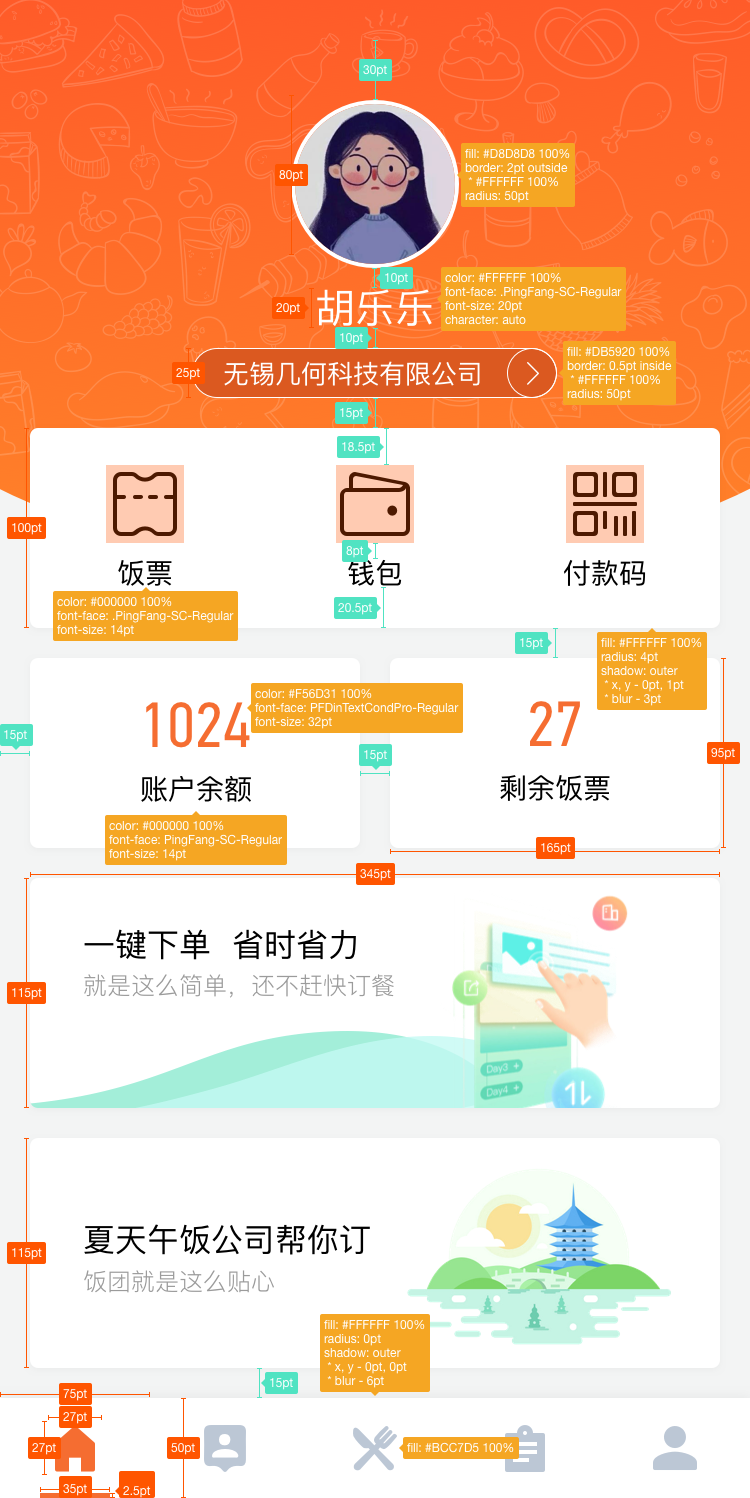 30pt
80pt
fill: #D8D8D8 100%
border: 2pt outside
* #FFFFFF 100%
radius: 50pt
10pt
20pt
胡乐乐
color: #FFFFFF 100%
font-face: .PingFang-SC-Regular
font-size: 20pt
character: auto
10pt
25pt
无锡几何科技有限公司
fill: #DB5920 100%
border: 0.5pt inside
* #FFFFFF 100%
radius: 50pt
15pt
18.5pt
100pt
8pt
饭票
钱包
付款码
color: #000000 100%
font-face: .PingFang-SC-Regular
font-size: 14pt
20.5pt
15pt
fill: #FFFFFF 100%
radius: 4pt
shadow: outer
* x, y - 0pt, 1pt
* blur - 3pt
15pt
1024
color: #F56D31 100%
font-face: PFDinTextCondPro-Regular
font-size: 32pt
15pt
27
95pt
账户余额
剩余饭票
color: #000000 100%
font-face: PingFang-SC-Regular
font-size: 14pt
165pt
345pt
115pt
一键下单 省时省力
就是这么简单，还不赶快订餐
Day3 +
Day4 +
115pt
夏天午饭公司帮你订
饭团就是这么贴心
fill: #FFFFFF 100%
radius: 0pt
shadow: outer
* x, y - 0pt, 0pt
* blur - 6pt
15pt
75pt
27pt
27pt
50pt
fill: #BCC7D5 100%
35pt
2.5pt